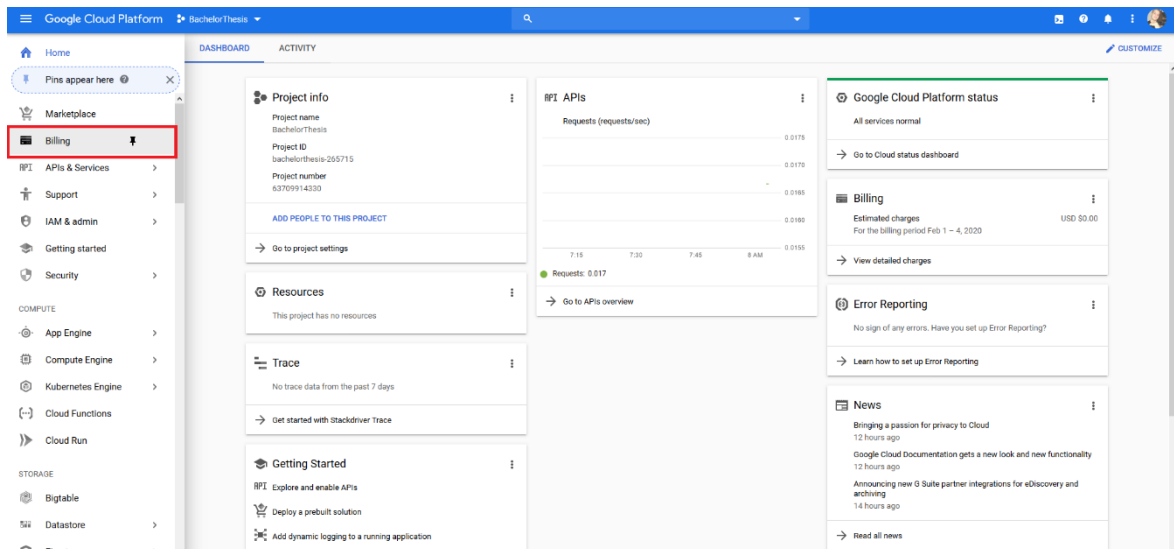 Google Cloud Platform
BachelorThesis
Home
Pins appear here
Marketplace
Billing
API APIs & Services
Support
IAM & admin
Getting started
Security
COMPUTE
App Engine
Compute Engine
Kubernetes Engine
Cloud Functions
Cloud Run
STORAGE
Bigtable
Datastore
DASHBOARD ACTIVITY
CUSTOMIZE
Project info
Project name
BachelorThesis
Project ID
bachelorthesis-265715
Project number
63709914330
ADD PEOPLE TO THIS PROJECT
Go to project settings
Resources
This project has no resources
Trace
No trace data from the past 7 days
Get started with Stackdriver Trace
Getting Started
API Explore and enable APIs
Deploy a prebuilt solution
Add dynamic logging to a running application
API APIs
Requests (requests/sec)
0.0175
0.0170
0.0165
0.0160
0.0155
7:15 7:30 7:45 8 AM
Requests: 0.017
Go to APIs overview
Google Cloud Platform status
All services normal
Go to Cloud status dashboard
Billing
Estimated charges USD $0.00
For the billing period Feb 1 – 4, 2020
View detailed charges
Error Reporting
No sign of any errors. Have you set up Error Reporting?
Learn how to set up Error Reporting
News
Bringing a passion for privacy to Cloud
12 hours ago
Google Cloud Documentation gets a new look and new functionality
12 hours ago
Announcing new G Suite partner integrations for eDiscovery and
archiving
14 hours ago
Read all news